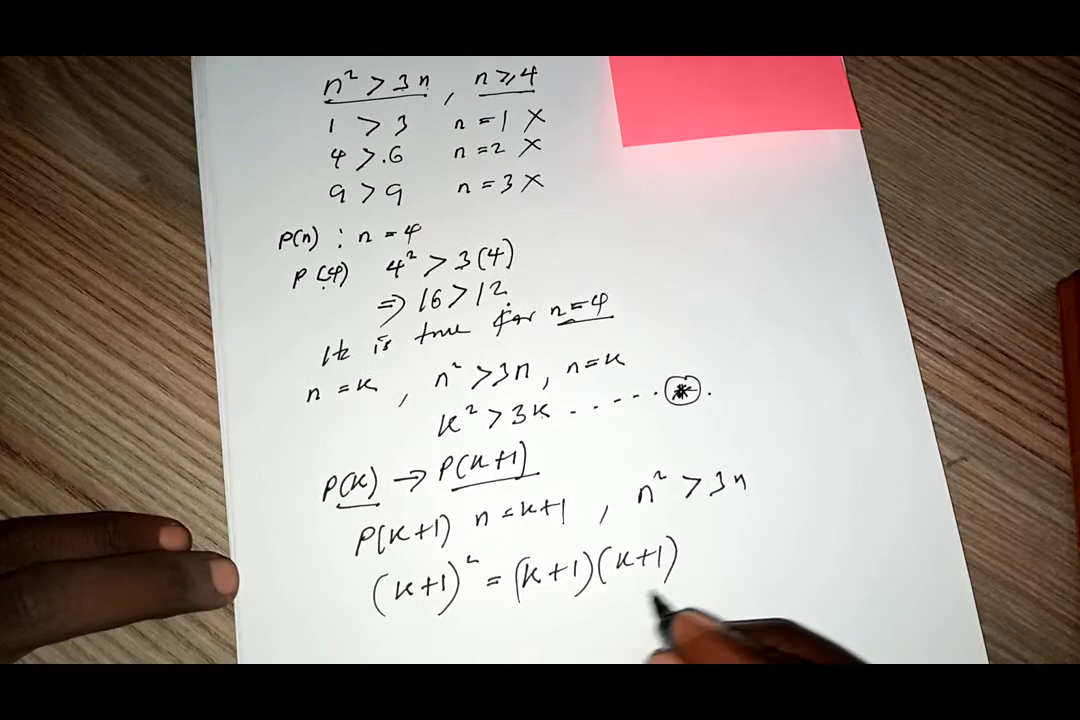 n² > 3n , n ≥ 4
1 > 3 n = 1 X
4 > .6 n = 2 X
9 > 9 n = 3 X
P(n) : n = 4
P(4) 4² > 3(4)
⇒ 16 > 12
It is true for n = 4
n = k , n² > 3n , n = k
k² > 3k . . - - - . (*) .
P(k) → P(k+1)
P(k+1) n = k+1 , n² > 3n
(k+1)² = (k+1)(k+1)